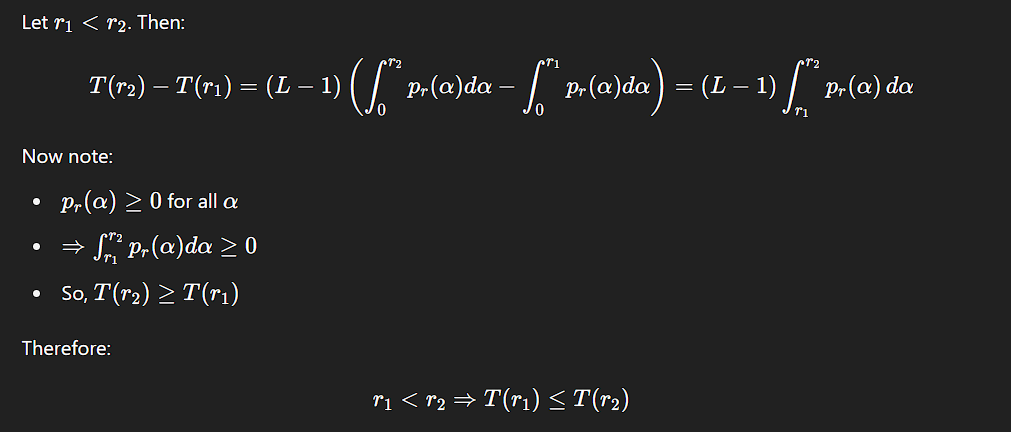 Let r₁ < r₂. Then:
T(r₂) − T(r₁) = (L − 1) (∫₀^{r₂} pᵣ(α)dα − ∫₀^{r₁} pᵣ(α)dα) = (L − 1) ∫_{r₁}^{r₂} pᵣ(α) dα
Now note:
• pᵣ(α) ≥ 0 for all α
• ⇒ ∫_{r₁}^{r₂} pᵣ(α)dα ≥ 0
• So, T(r₂) ≥ T(r₁)
Therefore:
r₁ < r₂ ⇒ T(r₁) ≤ T(r₂)